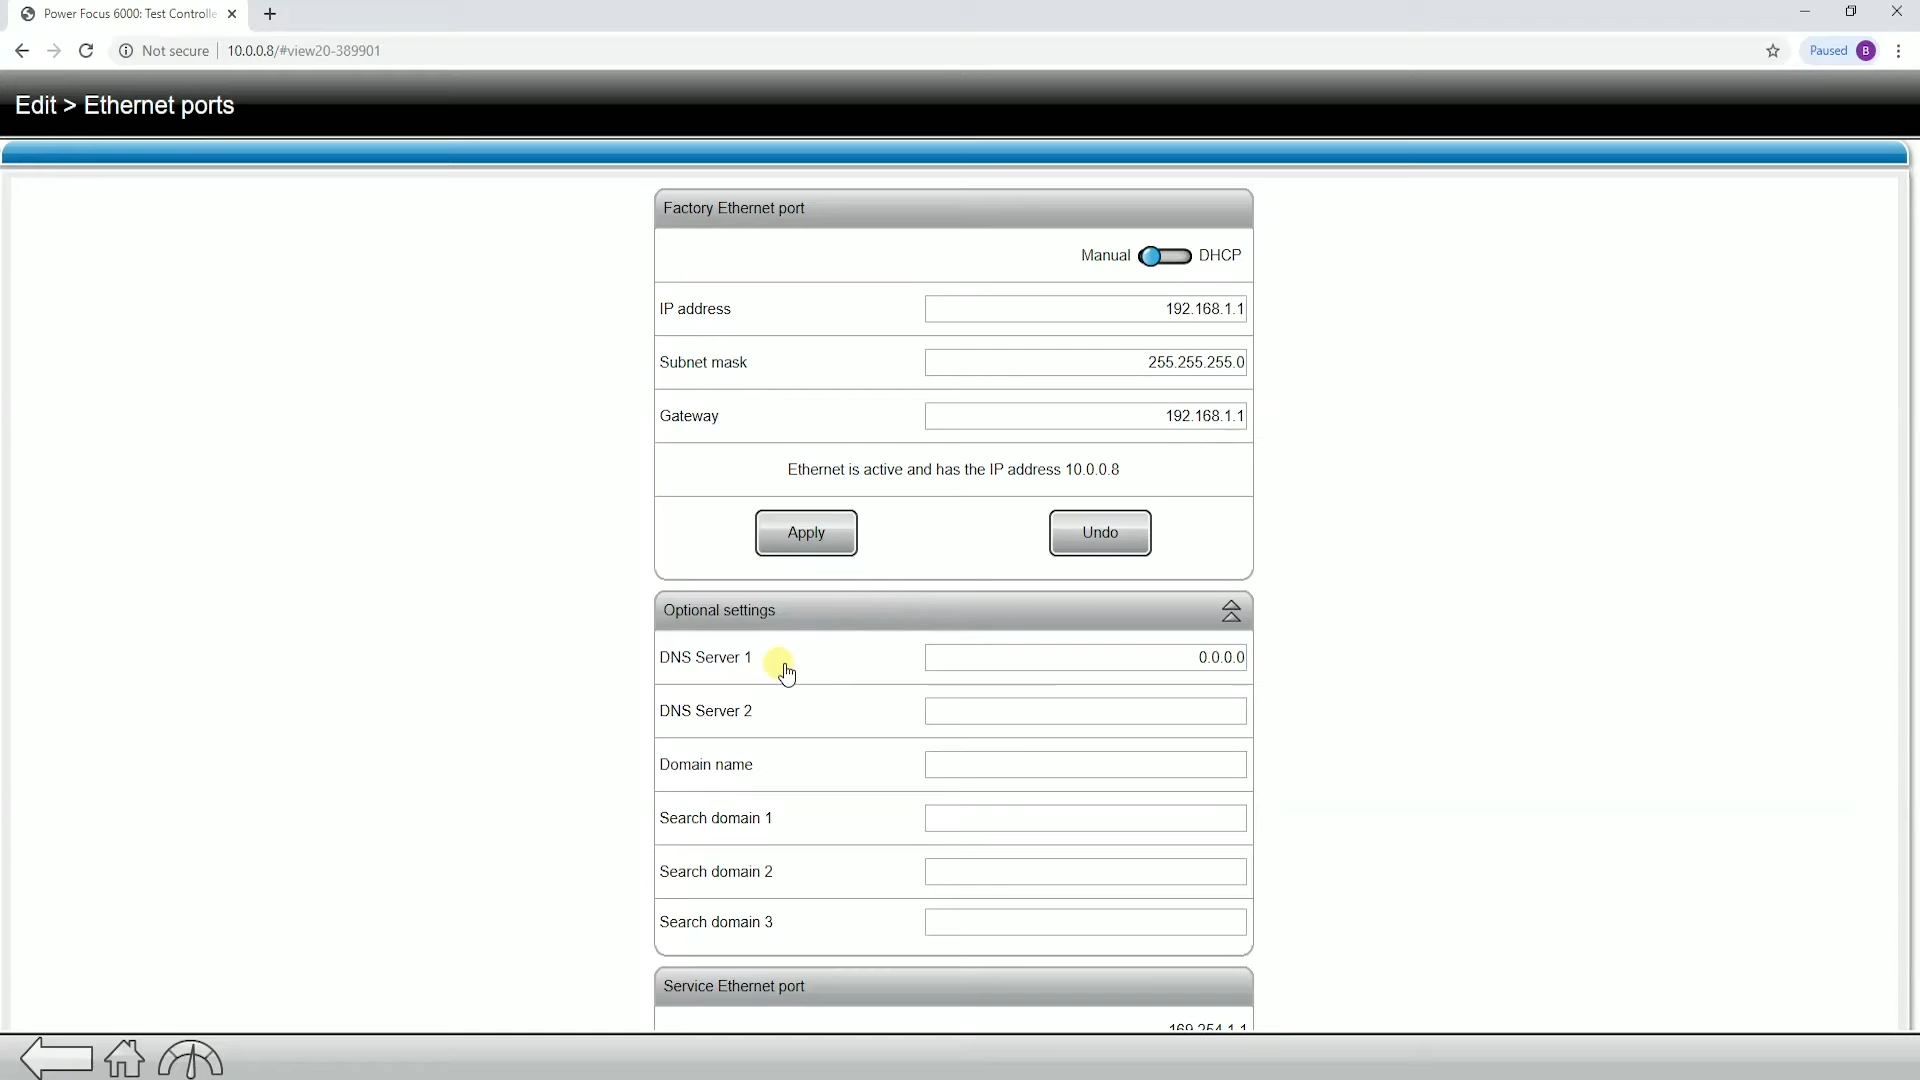 Power Focus 6000: Test Controlle
Not secure
10.0.0.8/#view20-389901
Paused
B
Edit > Ethernet ports
Factory Ethernet port
Manual
DHCP
IP address
192.168.1.1
Subnet mask
255.255.255.0
Gateway
192.168.1.1
Ethernet is active and has the IP address 10.0.0.8
Apply
Undo
Optional settings
DNS Server 1
0.0.0.0
DNS Server 2
Domain name
Search domain 1
Search domain 2
Search domain 3
Service Ethernet port
169.254.1.1